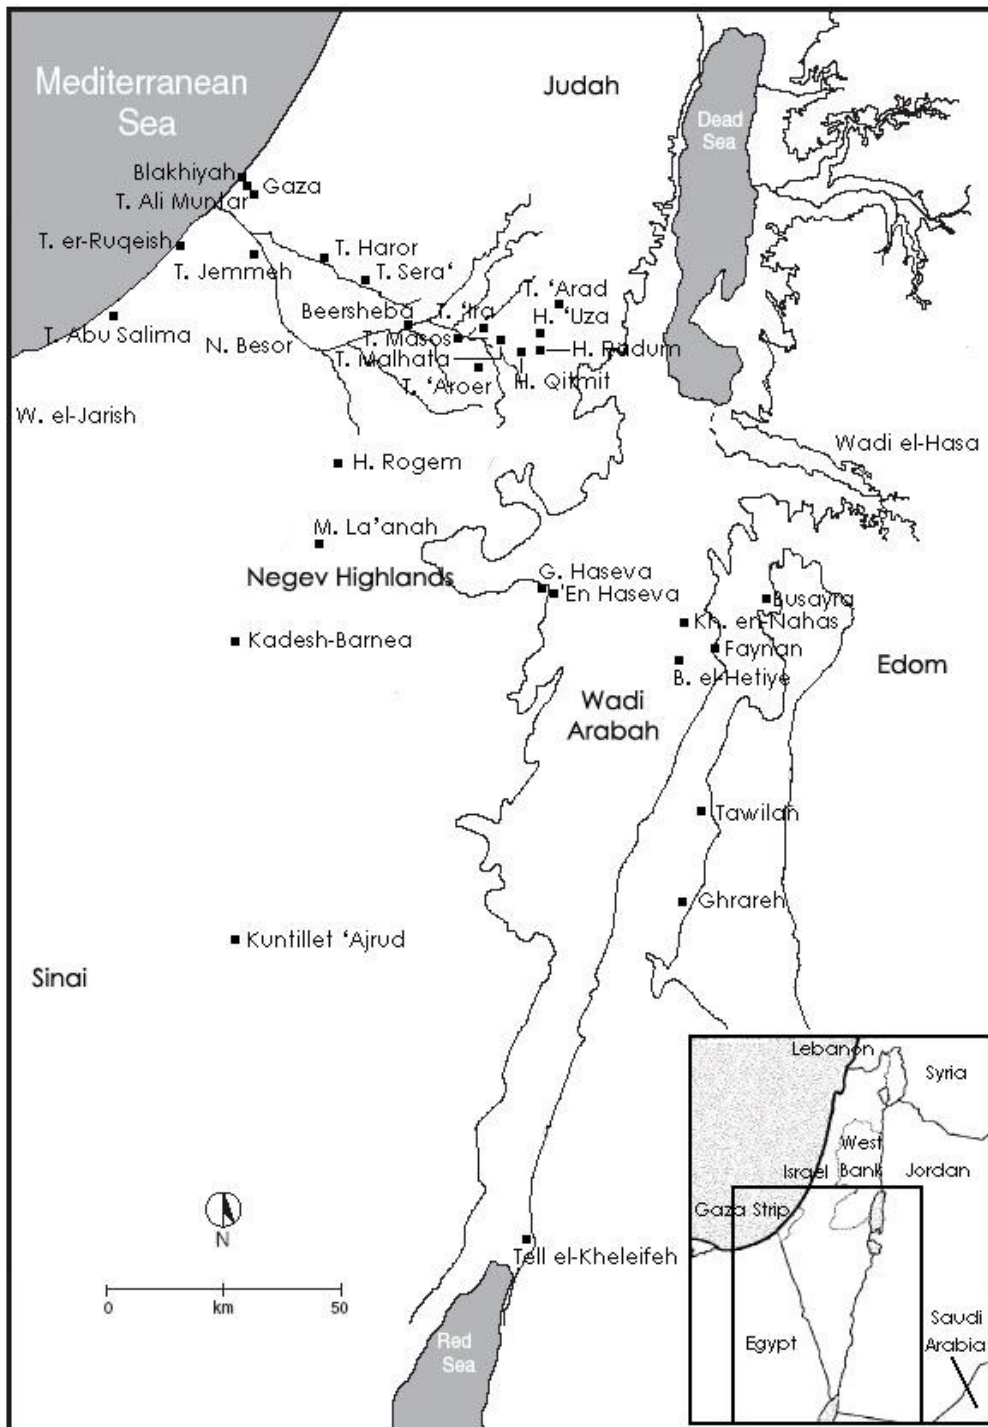 Mediterranean
Sea
Judah
Dead
Sea
Blakhiyah
Gaza
T. Ali Muntar
T. er-Ruqeish
T. Haror
T. Jemmeh
T. Sera‘
T. ‘Arad
Beersheba
T. ‘Ira
H. ‘Uza
T. Abu Salima
N. Besor
T. Masos
H. Radum
T. Malhata
T. ‘Aroer
H. Qitmit
W. el-Jarish
Wadi el-Hasa
H. Rogem
M. La’anah
Negev Highlands
G. Haseva
‘En Haseva
Busayra
Kh. en-Nahas
Kadesh-Barnea
Faynan
Edom
B. el-Hetiye
Wadi
Arabah
Tawilah
Ghrareh
Kuntillet ‘Ajrud
Sinai
Lebanon
Syria
West
Bank
Israel
Jordan
Gaza Strip
Egypt
Saudi
Arabia
N
0
km
50
Tell el-Kheleifeh
Red
Sea